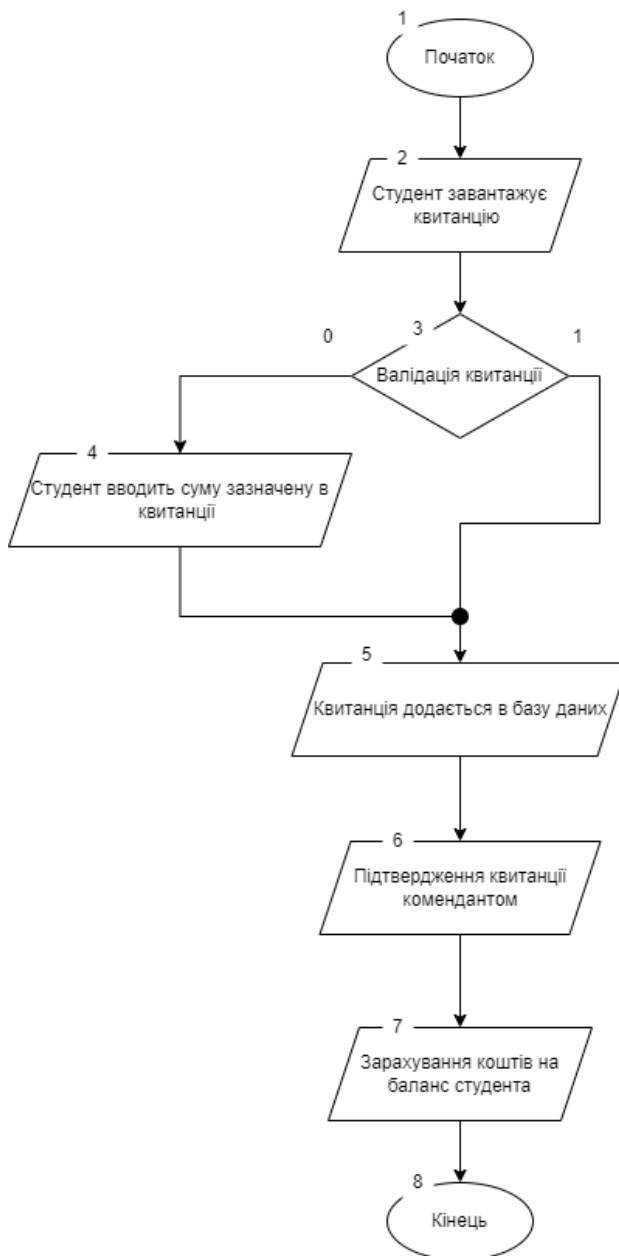 1
Початок
2
Студент завантажує
квитанцію
0
3
1
Валідація квитанції
4
Студент вводить суму зазначену в
квитанції
5
Квитанція додається в базу даних
6
Підтвердження квитанції
комендантом
7
Зарахування коштів на
баланс студента
8
Кінець